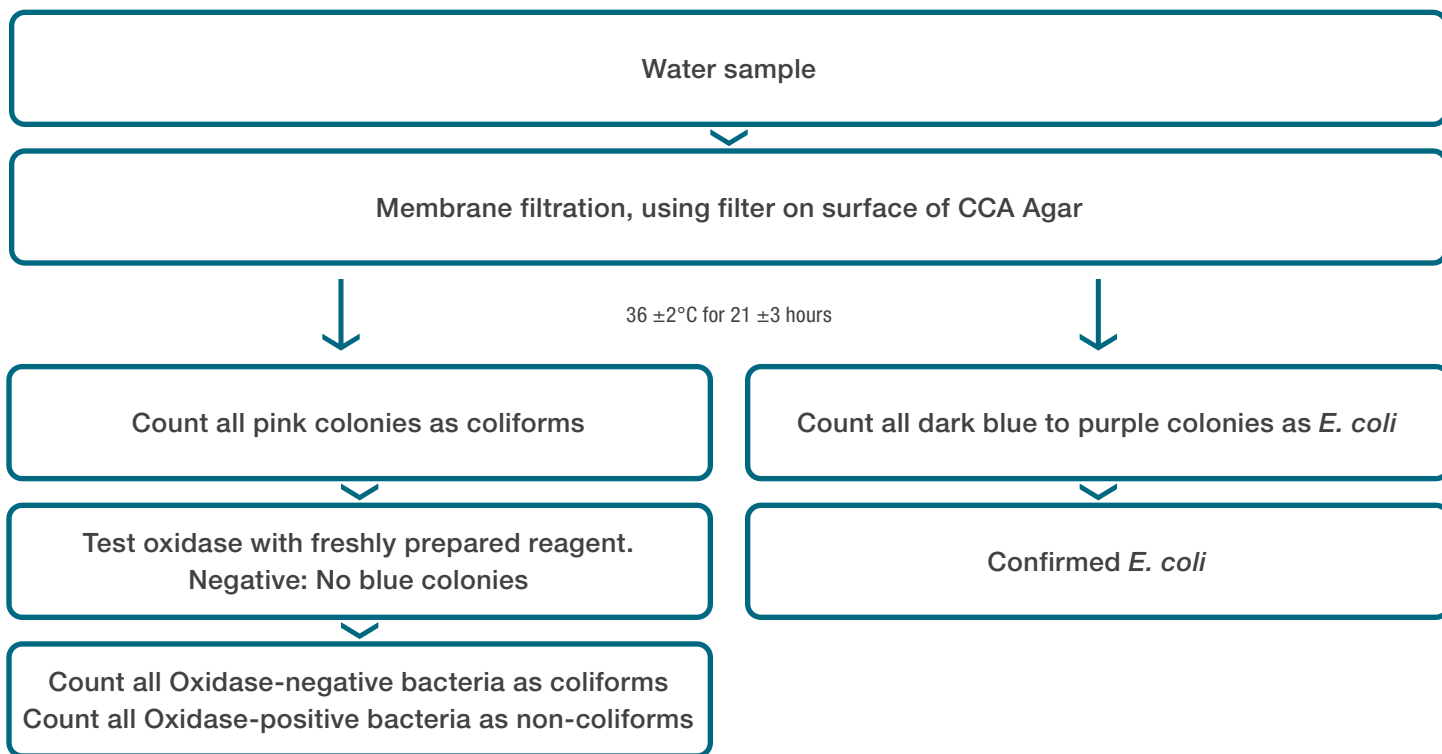 Water sample
Membrane filtration, using filter on surface of CCA Agar
36 ±2°C for 21 ±3 hours
Count all pink colonies as coliforms
Count all dark blue to purple colonies as E. coli
Test oxidase with freshly prepared reagent.
Negative: No blue colonies
Confirmed E. coli
Count all Oxidase-negative bacteria as coliforms
Count all Oxidase-positive bacteria as non-coliforms